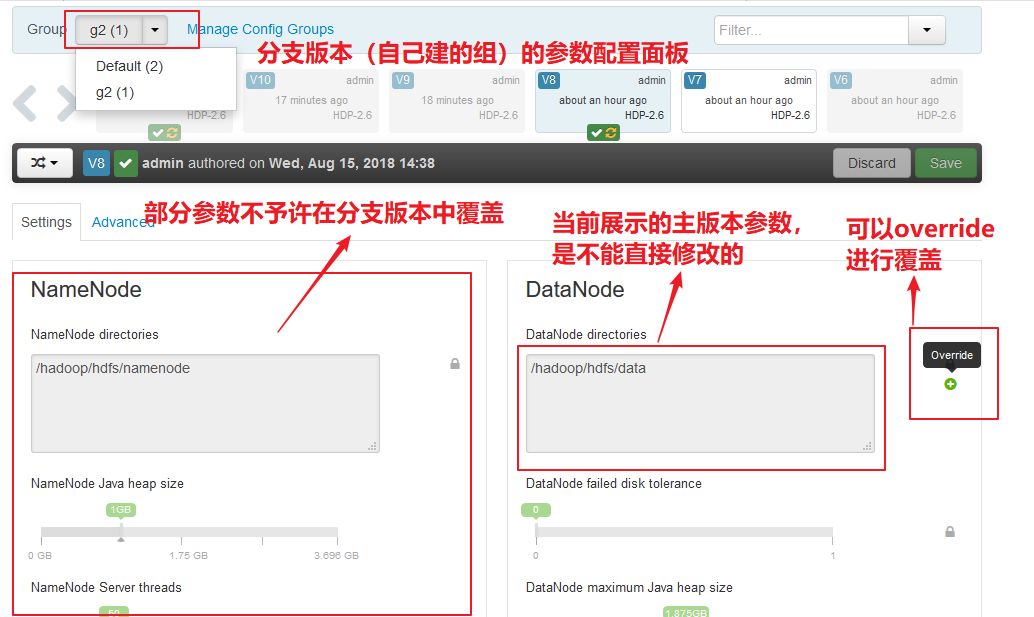 Group
g2 (1)
Manage Config Groups
Filter...
分支版本（自己建的组）的参数配置面板
Default (2)
g2 (1)
HDP-2.6
V10
admin
17 minutes ago
HDP-2.6
V9
admin
18 minutes ago
HDP-2.6
V8
admin
about an hour ago
HDP-2.6
V7
admin
about an hour ago
HDP-2.6
V6
admin
about an hour ago
HDP-2.6
V8
admin authored on Wed, Aug 15, 2018 14:38
Discard
Save
Settings
Advanced
部分参数不予许在分支版本中覆盖
当前展示的主版本参数，
是不能直接修改的
可以override
进行覆盖
NameNode
NameNode directories
/hadoop/hdfs/namenode
NameNode Java heap size
1GB
0 GB
1.75 GB
3.696 GB
NameNode Server threads
50
DataNode
DataNode directories
/hadoop/hdfs/data
Override
DataNode failed disk tolerance
0
0
1
DataNode maximum Java heap size
1.875GB